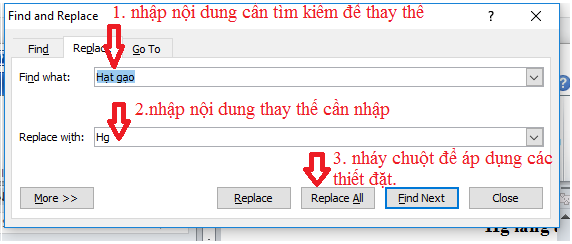 Find and Replace
1. nhập nội dung cần tìm kiếm để thay thế
Find
Replace
Go To
Find what:
Hạt gạo
2.nhập nội dung thay thế cần nhập
Replace with:
Hg
3. nháy chuột để áp dụng các
thiết đặt.
More >>
Replace
Replace All
Find Next
Close